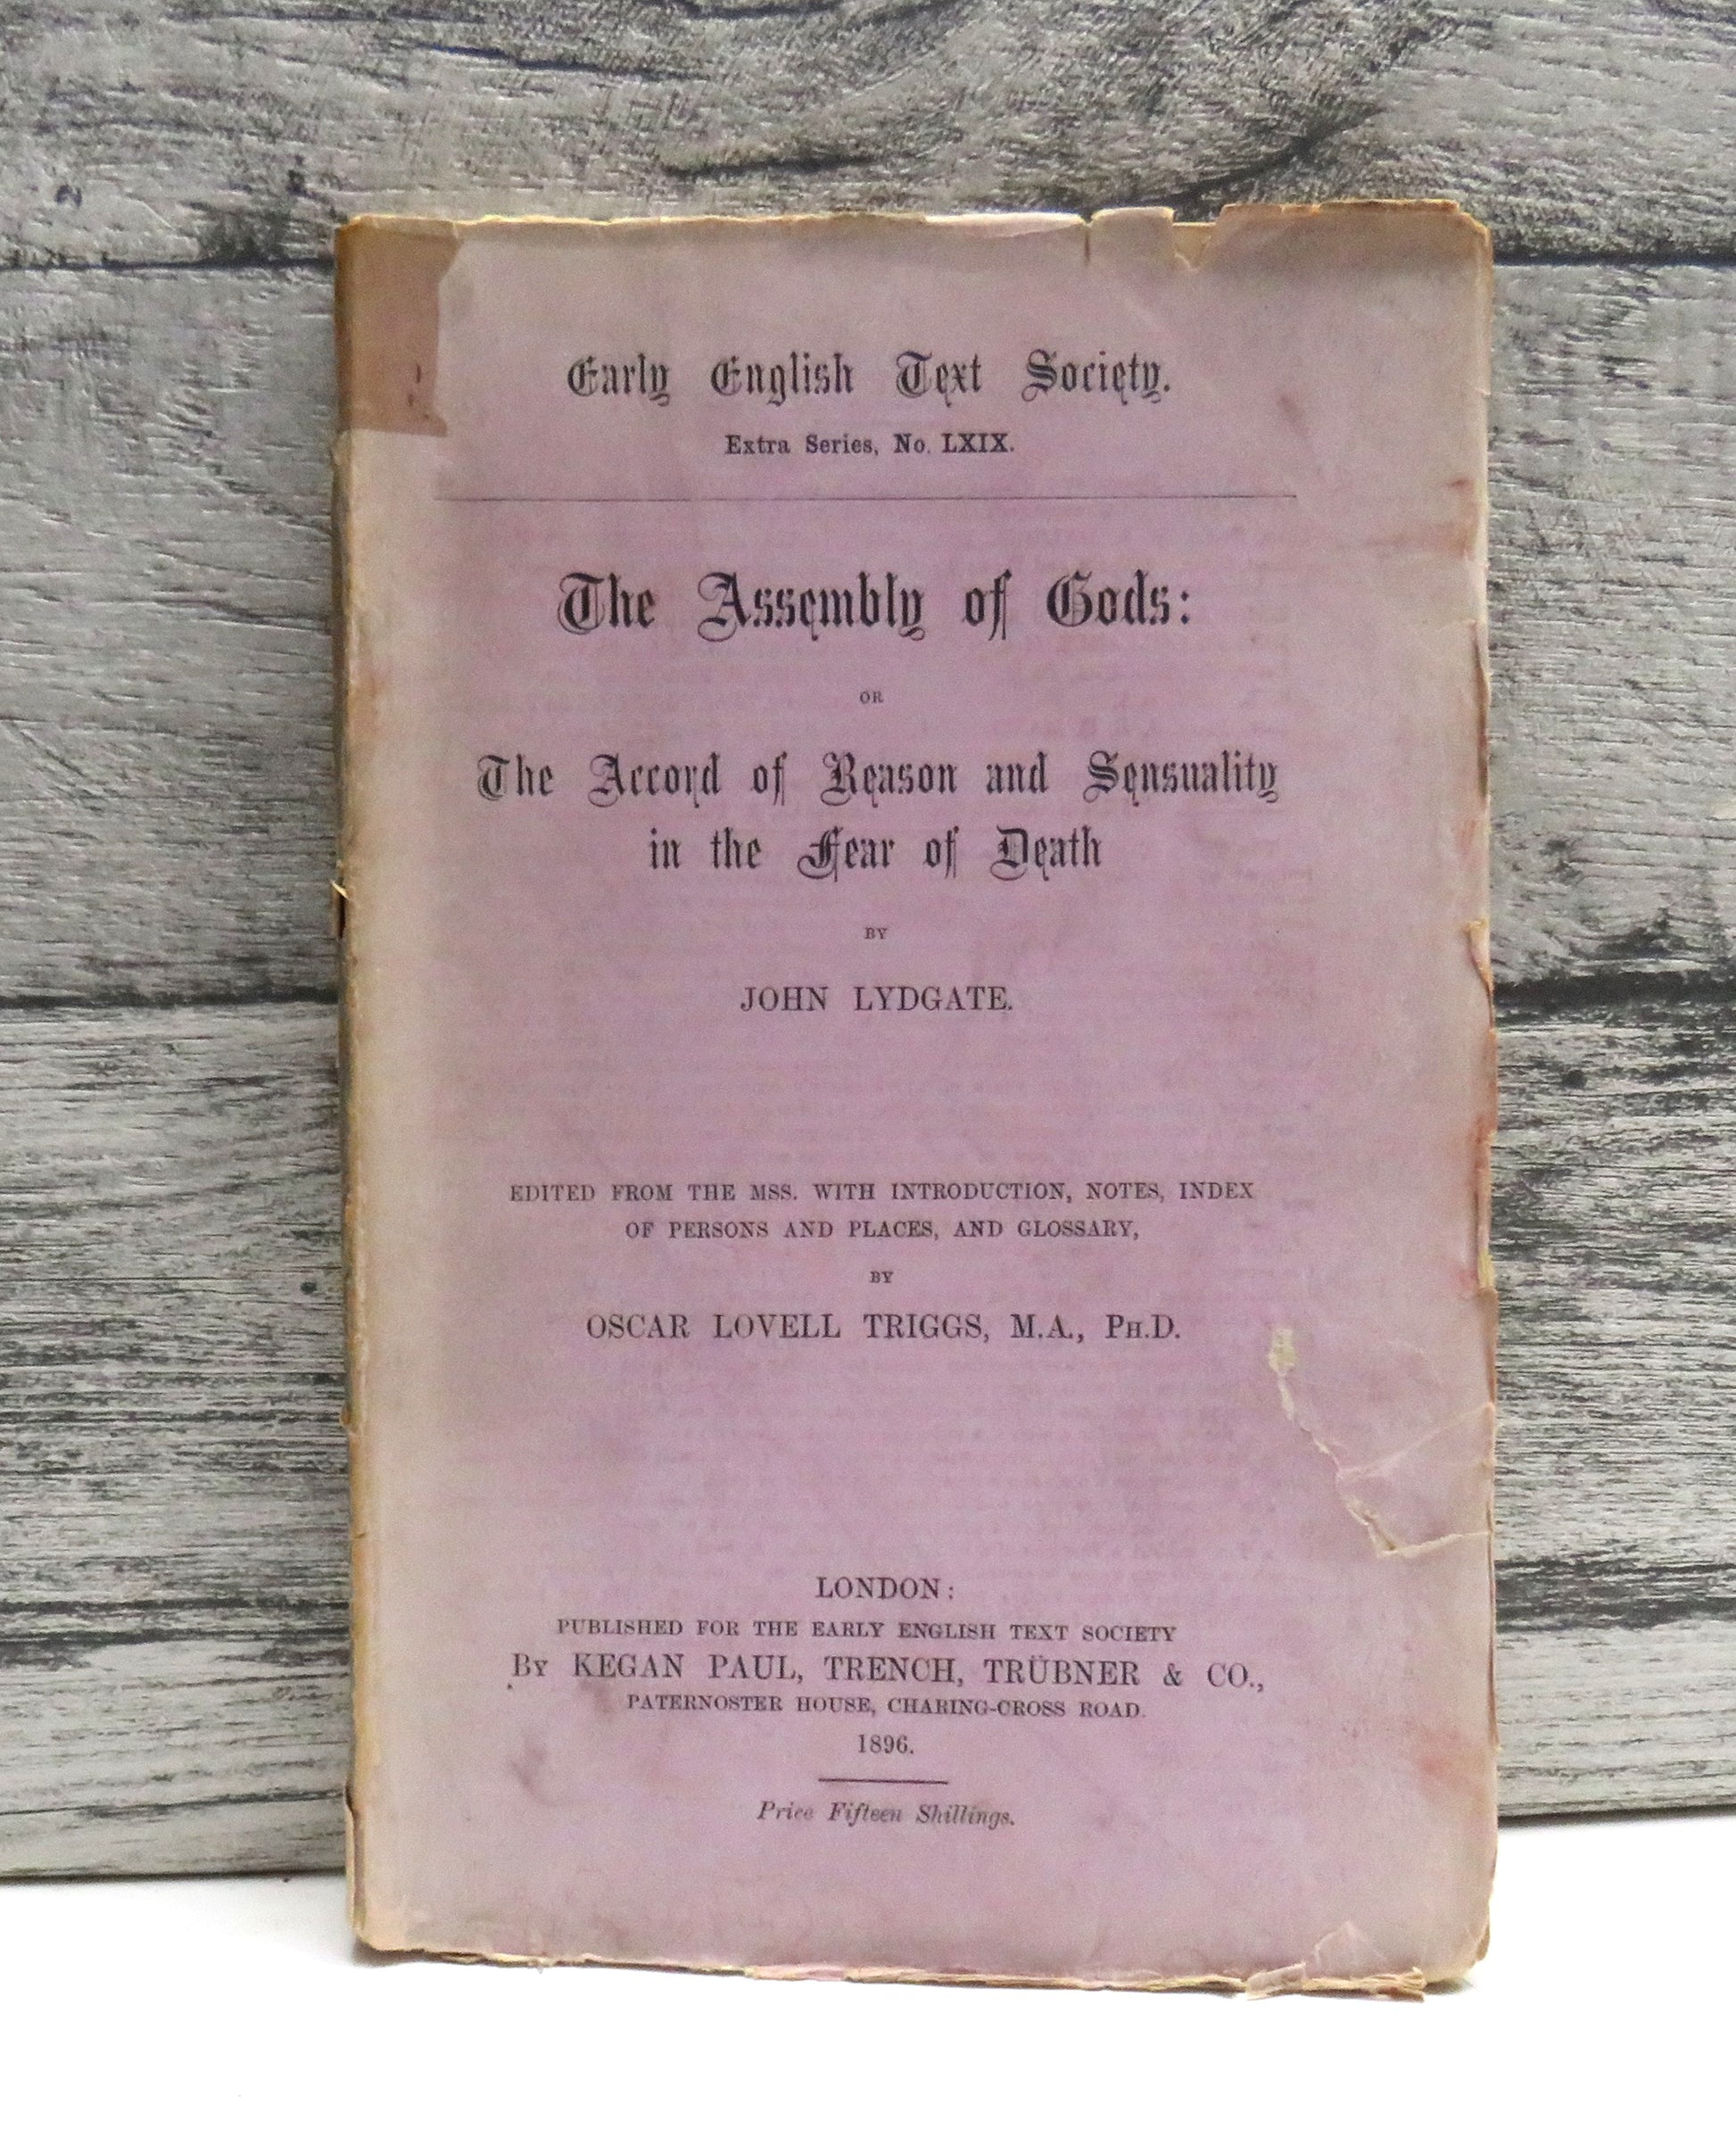 Early English Text Society.
Extra Series, No. LXIX.
The Assembly of Gods:
OR
The Accord of Reason and Sensuality
in the Fear of Death
BY
JOHN LYDGATE.
EDITED FROM THE MSS. WITH INTRODUCTION, NOTES, INDEX
OF PERSONS AND PLACES, AND GLOSSARY,
BY
OSCAR LOVELL TRIGGS, M.A., PH.D.
LONDON:
PUBLISHED FOR THE EARLY ENGLISH TEXT SOCIETY
BY KEGAN PAUL, TRENCH, TRÜBNER & CO.,
PATERNOSTER HOUSE, CHARING-CROSS ROAD.
1896.
Price Fifteen Shillings.